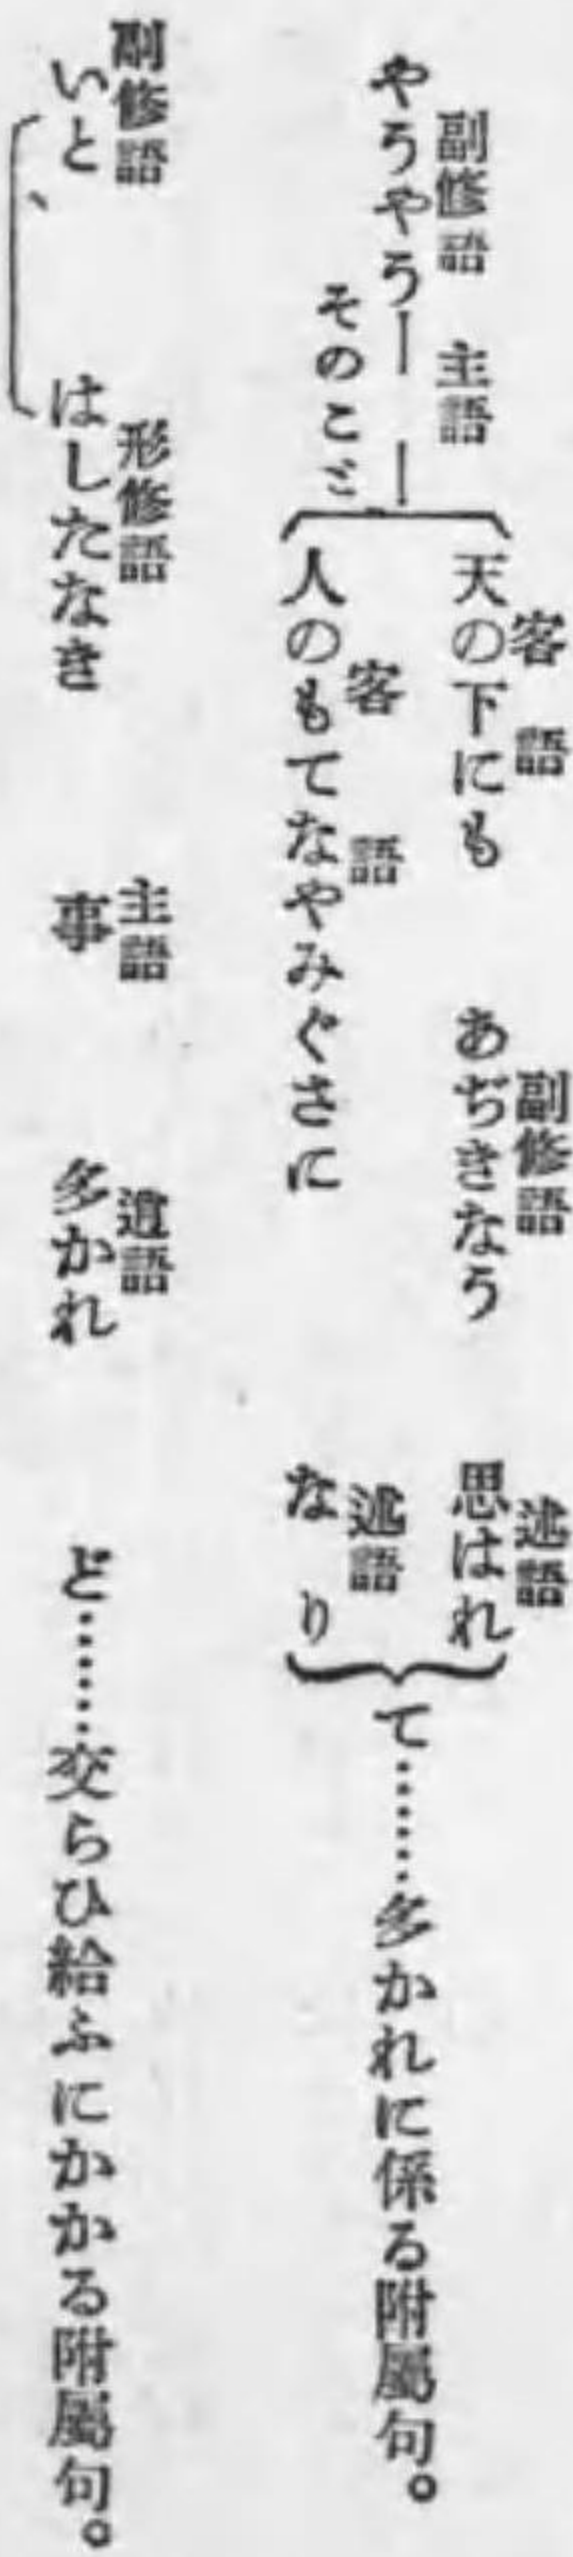 客語　副修語　述語
天の下にも　あぢきなう　思はれ
副修語　主語
やうやう――て……多かれに係る附屬句。
そのこと
客語　述語
人のもてなやみぐさに　なり
副修語　形修語　主語　述語
いと、はしたなき　事　多かれ　ど……交らひ給ふにかかる附屬句。